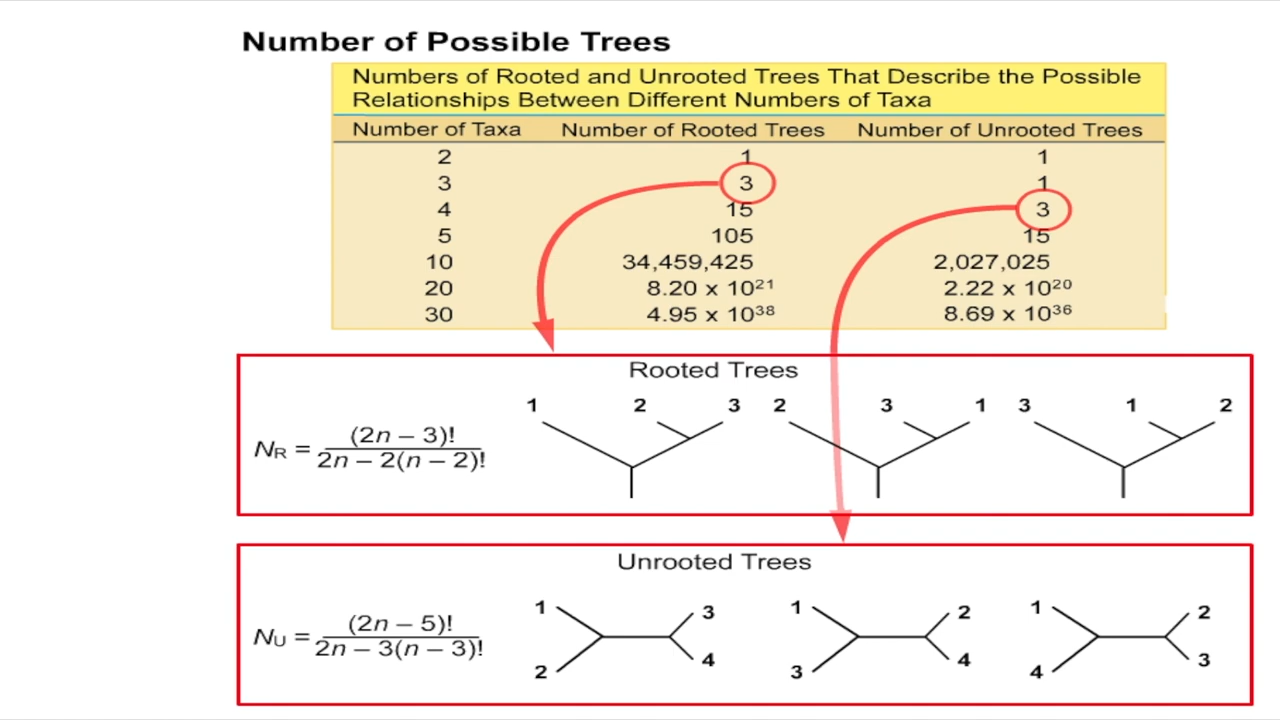 Number of Possible Trees
Numbers of Rooted and Unrooted Trees That Describe the Possible
Relationships Between Different Numbers of Taxa
Number of Taxa Number of Rooted Trees Number of Unrooted Trees
2 1 1
3 3 1
4 15 3
5 105 15
10 34,459,425 2,027,025
20 8.20 x 10²¹ 2.22 x 10²⁰
30 4.95 x 10³⁸ 8.69 x 10³⁶
Rooted Trees
1 2 3 2 3 1 3 1 2
(2n – 3)!
N_R =
2n – 2(n – 2)!
Unrooted Trees
1 3 1 2 1 2
(2n – 5)!
N_U =
2n – 3(n – 3)!
2 4 3 4 4 3